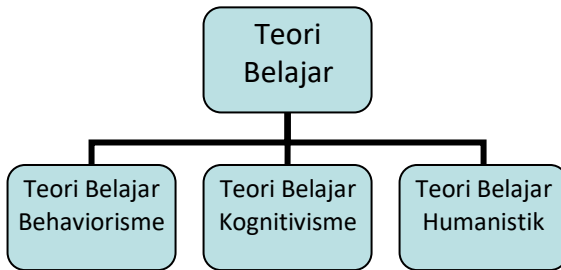 Teori
Belajar
Teori Belajar
Behaviorisme
Teori Belajar
Kognitivisme
Teori Belajar
Humanistik